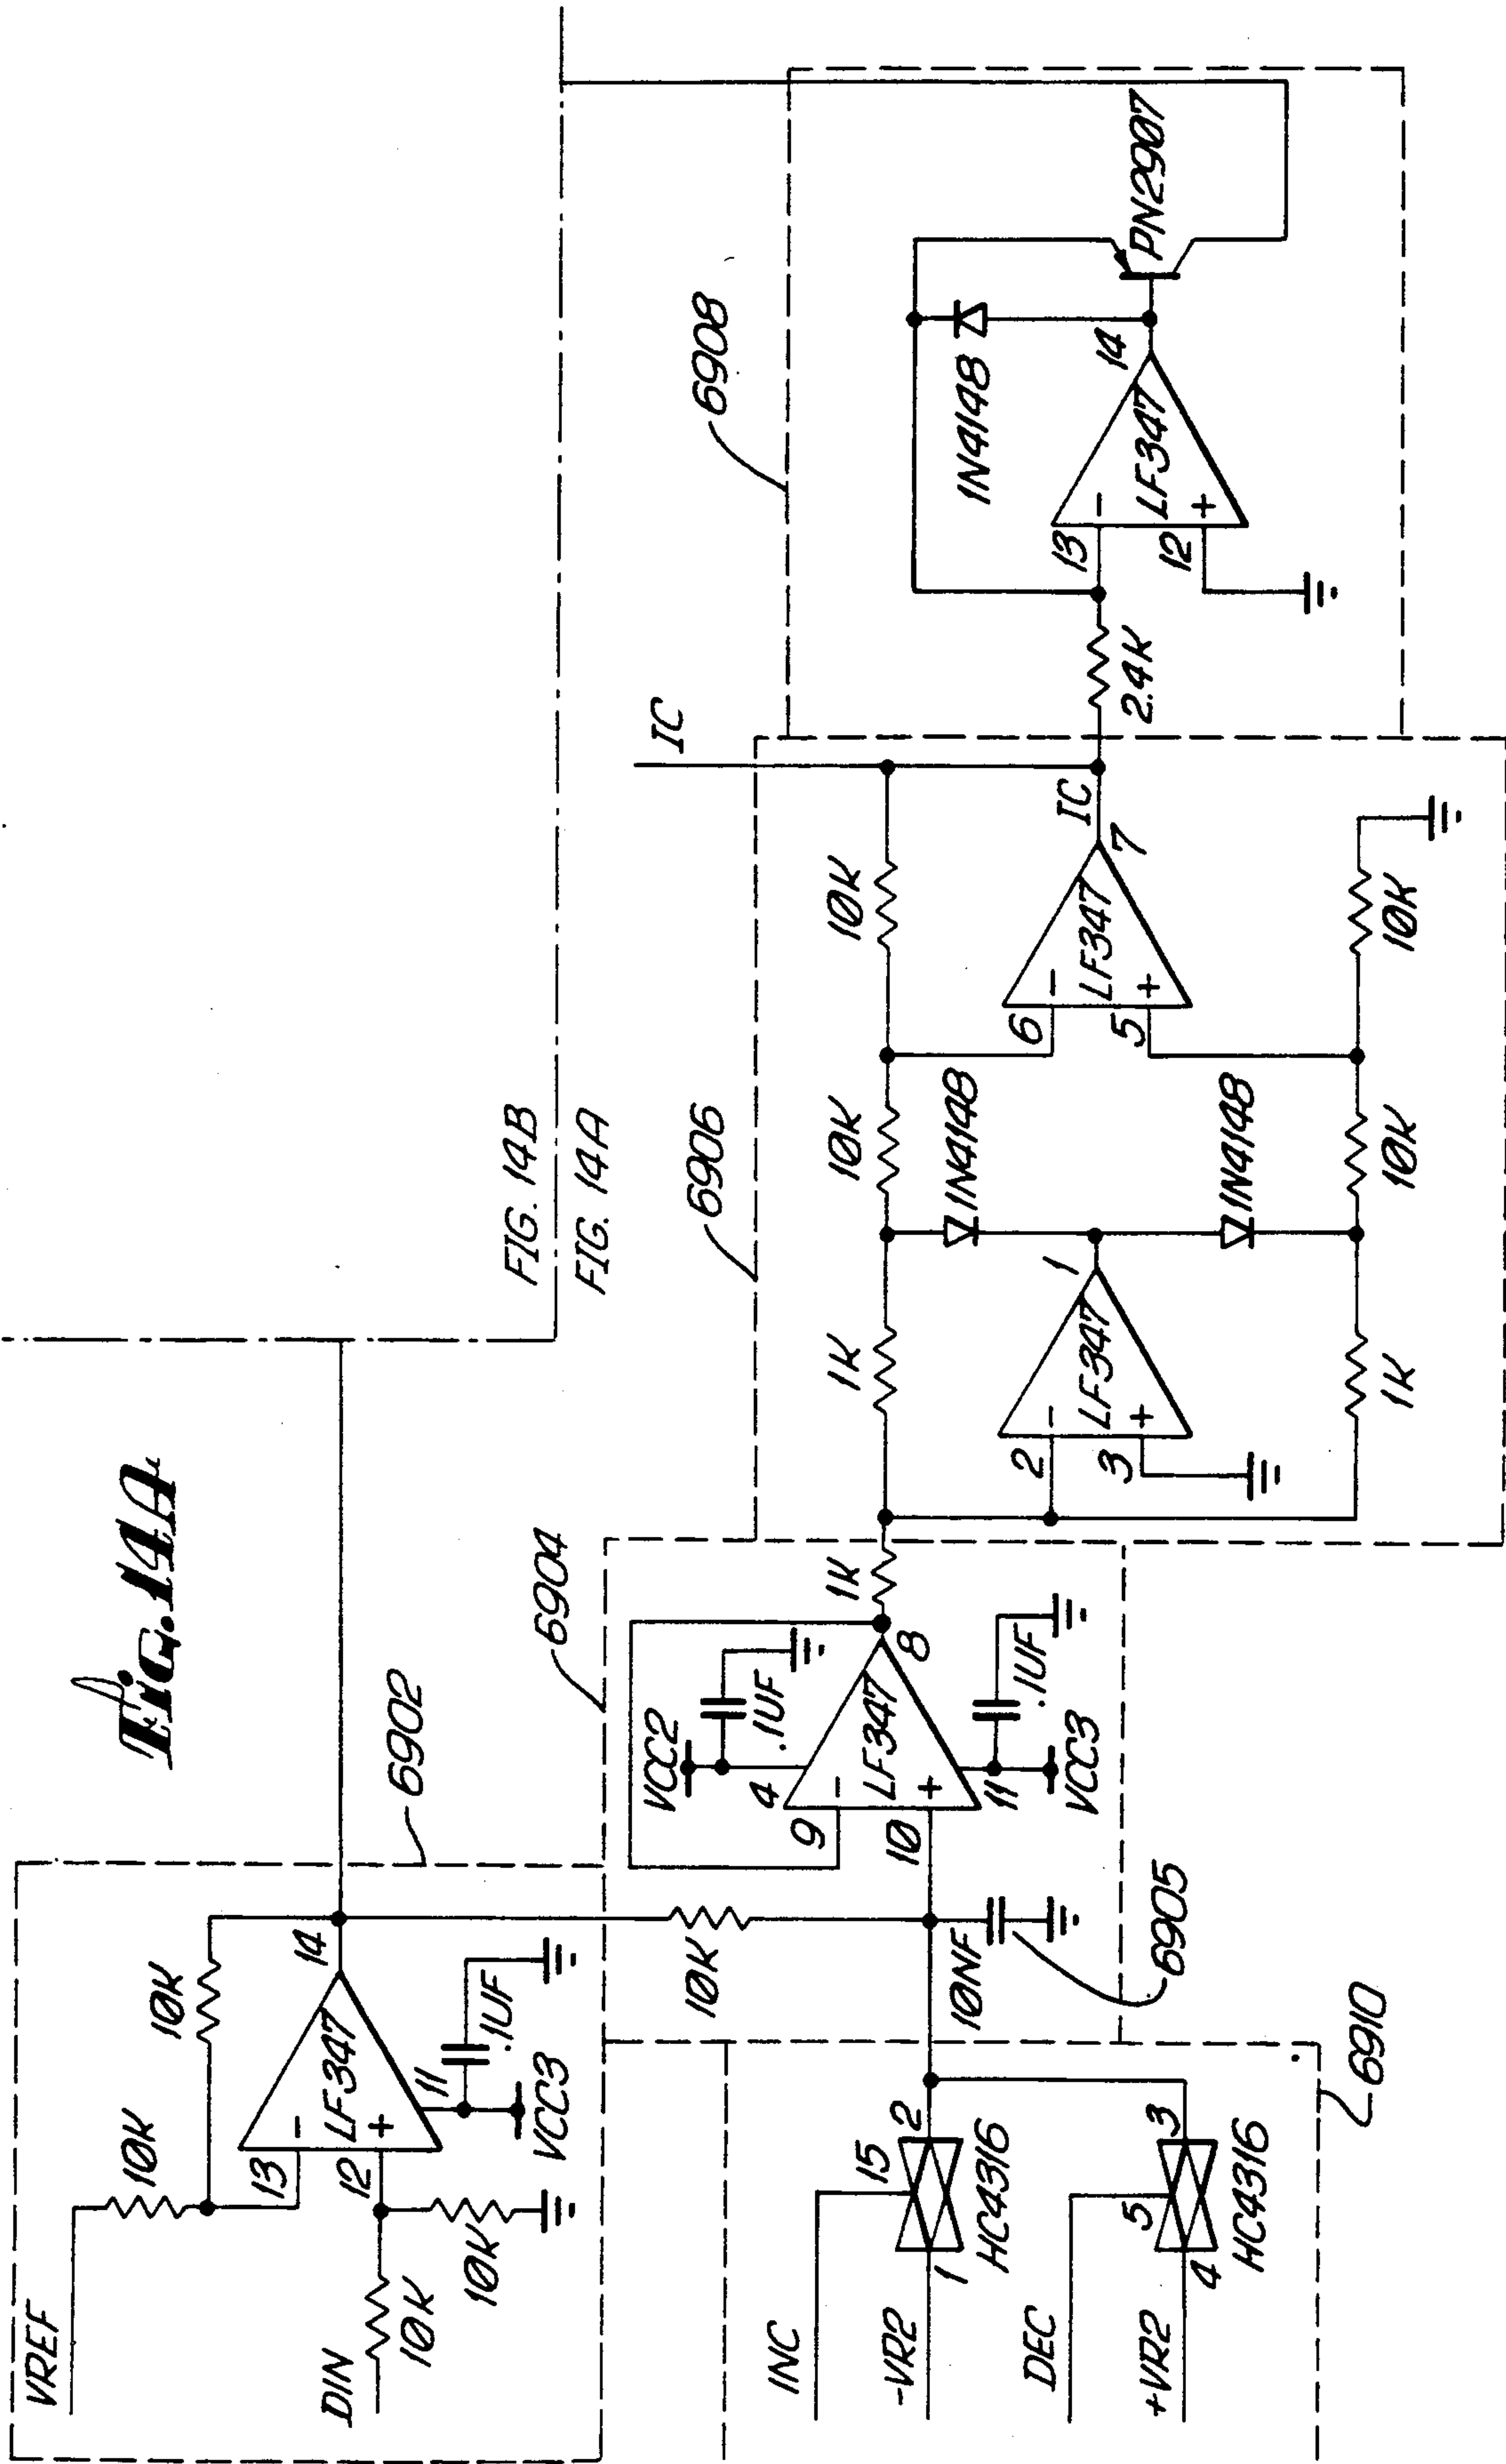 Fig. 14A
FIG. 14B
FIG. 14A
6902
VREF
10K
10K
13
14
LF347
-
+
12
11
DIN
10K
10K
.1UF
VCC3
6904
10K
VCC2
.1UF
4
9
-
LF347
8
10
+
11
.1UF
VCC3
1K
10NF
6905
INC
15
-VR2
1
2
HC4316
DEC
5
+VR2
4
3
HC4316
6910
6906
1K
10K
10K
IC
1N4148
2
-
LF347
1
3
+
6
-
LF347
IC
7
5
+
1N4148
1K
10K
10K
6908
2.4K
1N4148
13
-
LF347
14
12
+
PN2907